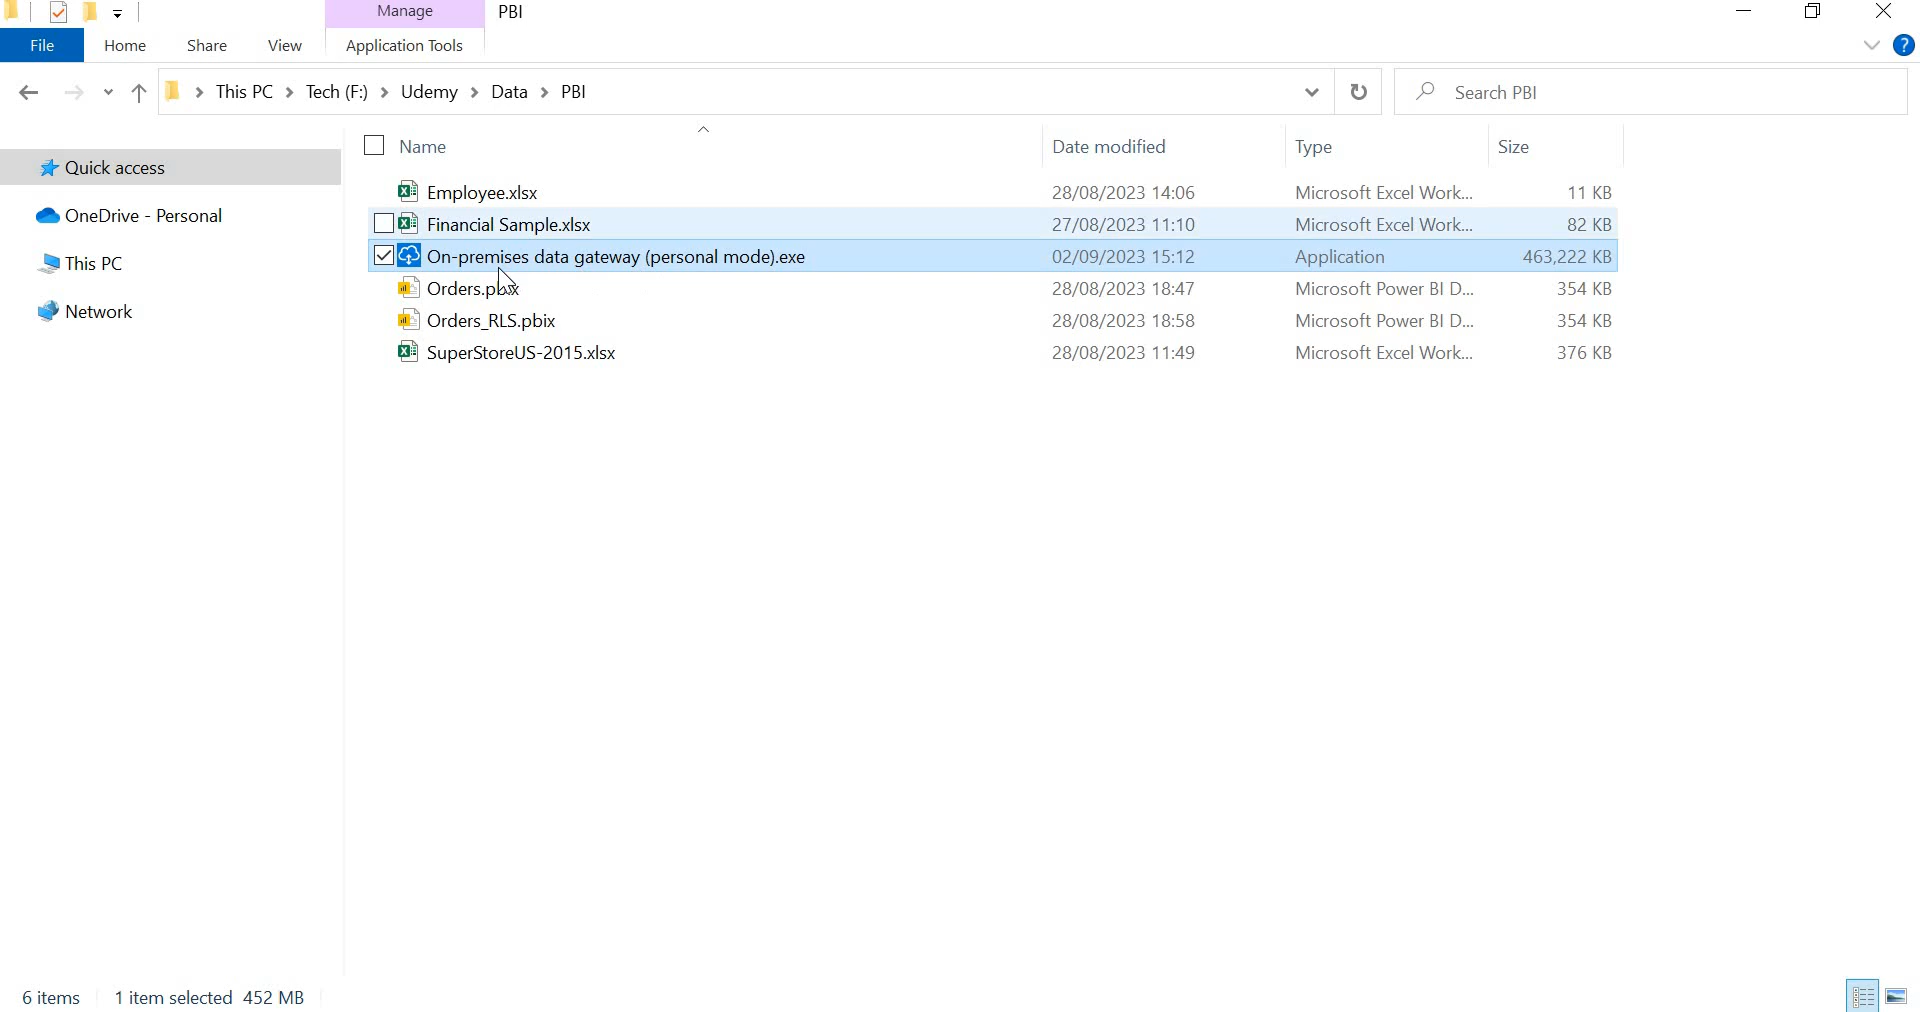 Manage PBI
File Home Share View Application Tools
This PC Tech (F:) Udemy Data PBI Search PBI
Name Date modified Type Size
Quick access
OneDrive - Personal
This PC
Network
Employee.xlsx 28/08/2023 14:06 Microsoft Excel Work... 11 KB
Financial Sample.xlsx 27/08/2023 11:10 Microsoft Excel Work... 82 KB
On-premises data gateway (personal mode).exe 02/09/2023 15:12 Application 463,222 KB
Orders.pbix 28/08/2023 18:47 Microsoft Power BI D... 354 KB
Orders_RLS.pbix 28/08/2023 18:58 Microsoft Power BI D... 354 KB
SuperStoreUS-2015.xlsx 28/08/2023 11:49 Microsoft Excel Work... 376 KB
6 items 1 item selected 452 MB